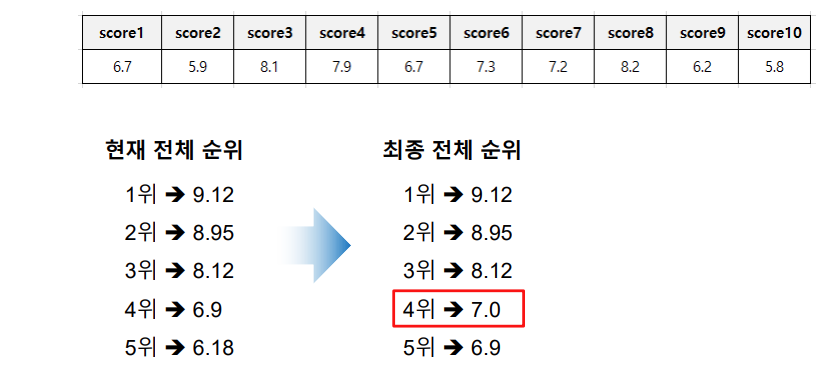 score1 score2 score3 score4 score5 score6 score7 score8 score9 score10
6.7 5.9 8.1 7.9 6.7 7.3 7.2 8.2 6.2 5.8
현재 전체 순위
1위 ➔ 9.12
2위 ➔ 8.95
3위 ➔ 8.12
4위 ➔ 6.9
5위 ➔ 6.18
최종 전체 순위
1위 ➔ 9.12
2위 ➔ 8.95
3위 ➔ 8.12
4위 ➔ 7.0
5위 ➔ 6.9